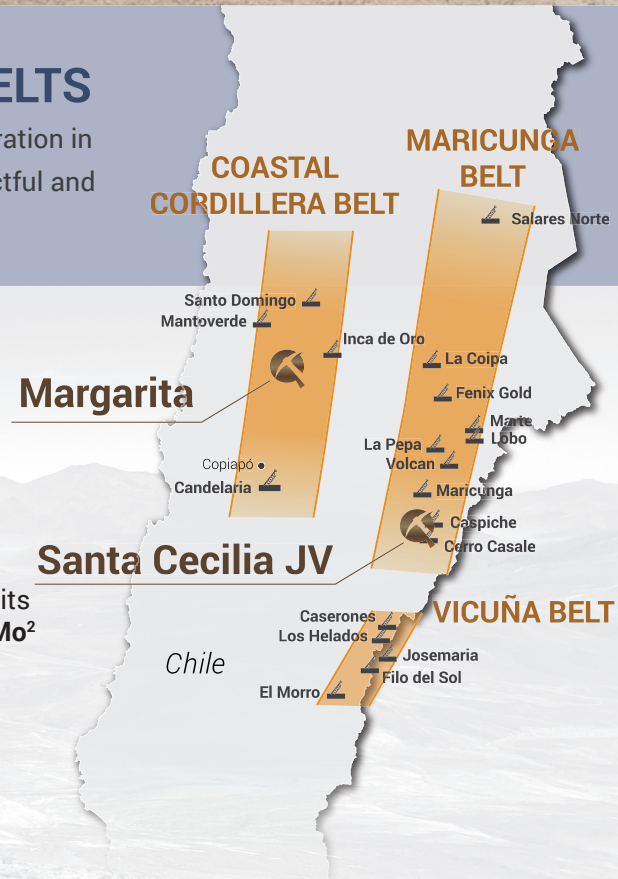 ELTS
ration in
ctful and
COASTAL
CORDILLERA BELT
MARICUNGA
BELT
Salares Norte
Santo Domingo
Mantoverde
Inca de Oro
La Coipa
Margarita
Fenix Gold
Marte
Lobo
La Pepa
Volcan
Copiapó
Candelaria
Maricunga
Caspiche
Cerro Casale
Santa Cecilia JV
its
Mo²
VICUÑA BELT
Caserones
Los Helados
Josemaria
Filo del Sol
El Morro
Chile